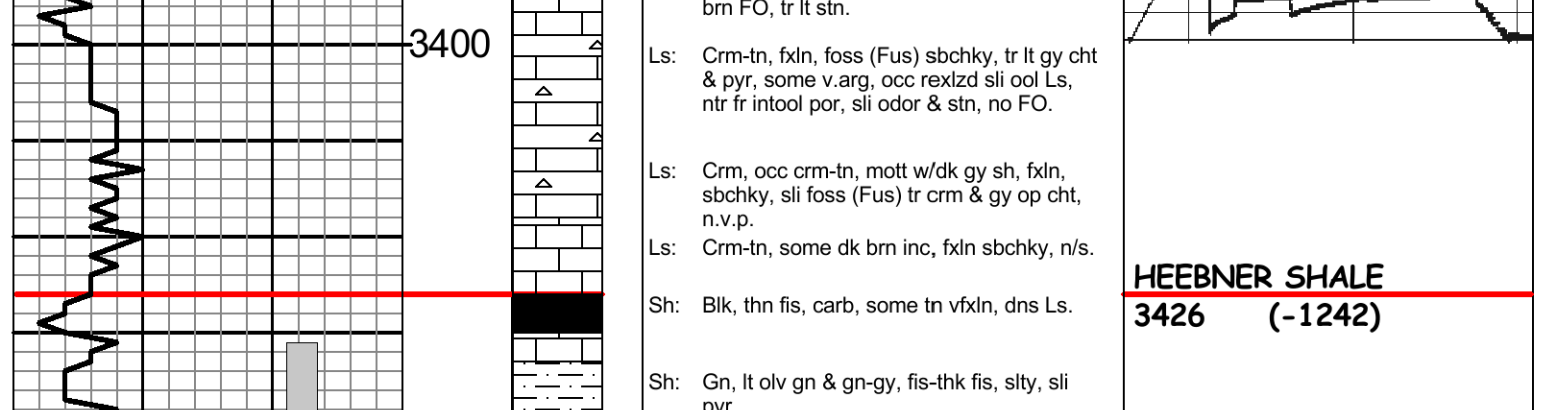 brn FO, tr lt stn.
3400
Ls: Crm-tn, fxln, foss (Fus) sbchky, tr lt gy cht
& pyr, some v.arg, occ rexlzd sli ool Ls,
ntr fr intool por, sli odor & stn, no FO.
Ls: Crm, occ crm-tn, mott w/dk gy sh, fxln,
sbchky, sli foss (Fus) tr crm & gy op cht,
n.v.p.
Ls: Crm-tn, some dk brn inc, fxln sbchky, n/s.
HEEBNER SHALE
Sh: Blk, thn fis, carb, some tn vfxln, dns Ls.
3426 (-1242)
Sh: Gn, lt olv gn & gn-gy, fis-thk fis, slty, sli
pyr